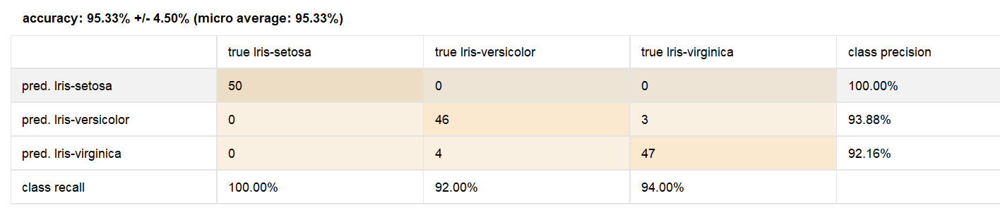 accuracy: 95.33% +/- 4.50% (micro average: 95.33%)
true Iris-setosa true Iris-versicolor true Iris-virginica class precision
pred. Iris-setosa 50 0 0 100.00%
pred. Iris-versicolor 0 46 3 93.88%
pred. Iris-virginica 0 4 47 92.16%
class recall 100.00% 92.00% 94.00%